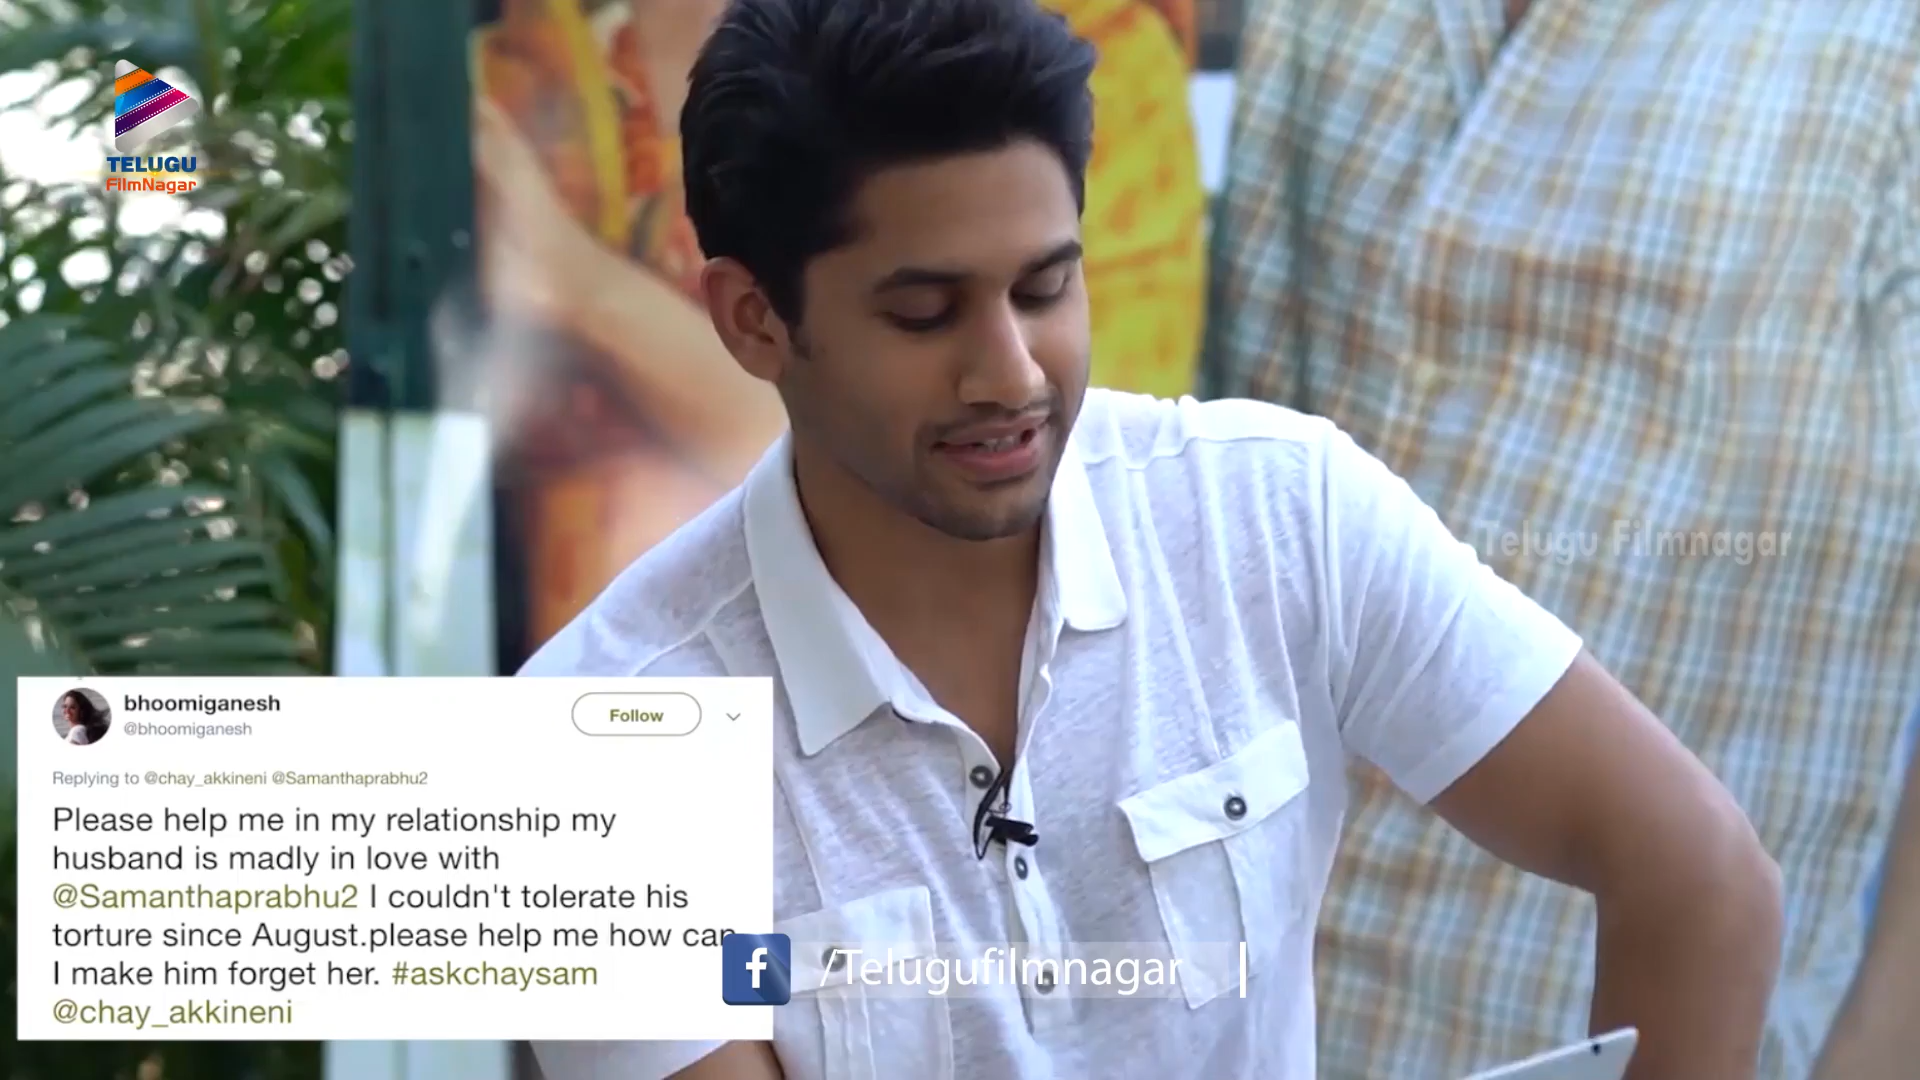 TELUGU
FilmNagar
Telugu Filmnagar
bhoomiganesh
@bhoomiganesh
Follow
Replying to @chay_akkineni @Samanthaprabhu2
Please help me in my relationship my
husband is madly in love with
@Samanthaprabhu2 I couldn't tolerate his
torture since August.please help me how can
I make him forget her. #askchaysam
@chay_akkineni
f /Telugufilmnagar |